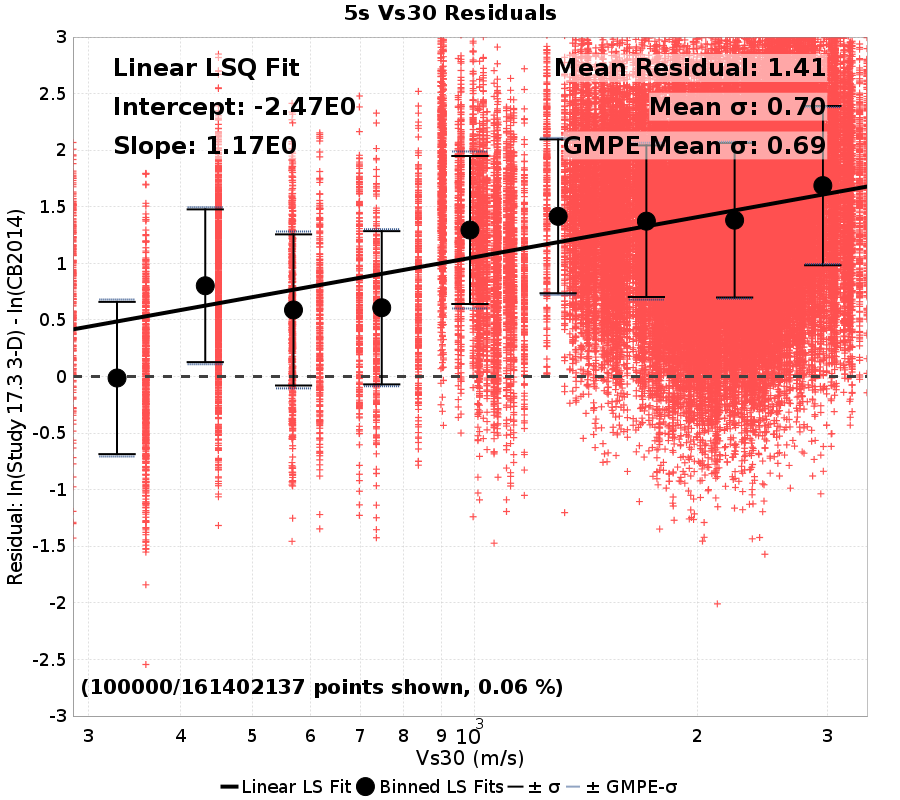 5s Vs30 Residuals
Residual: ln(Study 17.3 3-D) - ln(CB2014)
3
2.5
2
1.5
1
0.5
0
-0.5
-1
-1.5
-2
-2.5
-3
Linear LSQ Fit
Intercept: -2.47E0
Slope: 1.17E0
Mean Residual: 1.41
Mean σ: 0.70
GMPE Mean σ: 0.69
(100000/161402137 points shown, 0.06 %)
3 4 5 6 7 8 9 10³ 2 3
Vs30 (m/s)
Linear LS Fit Binned LS Fits ± σ ± GMPE-σ